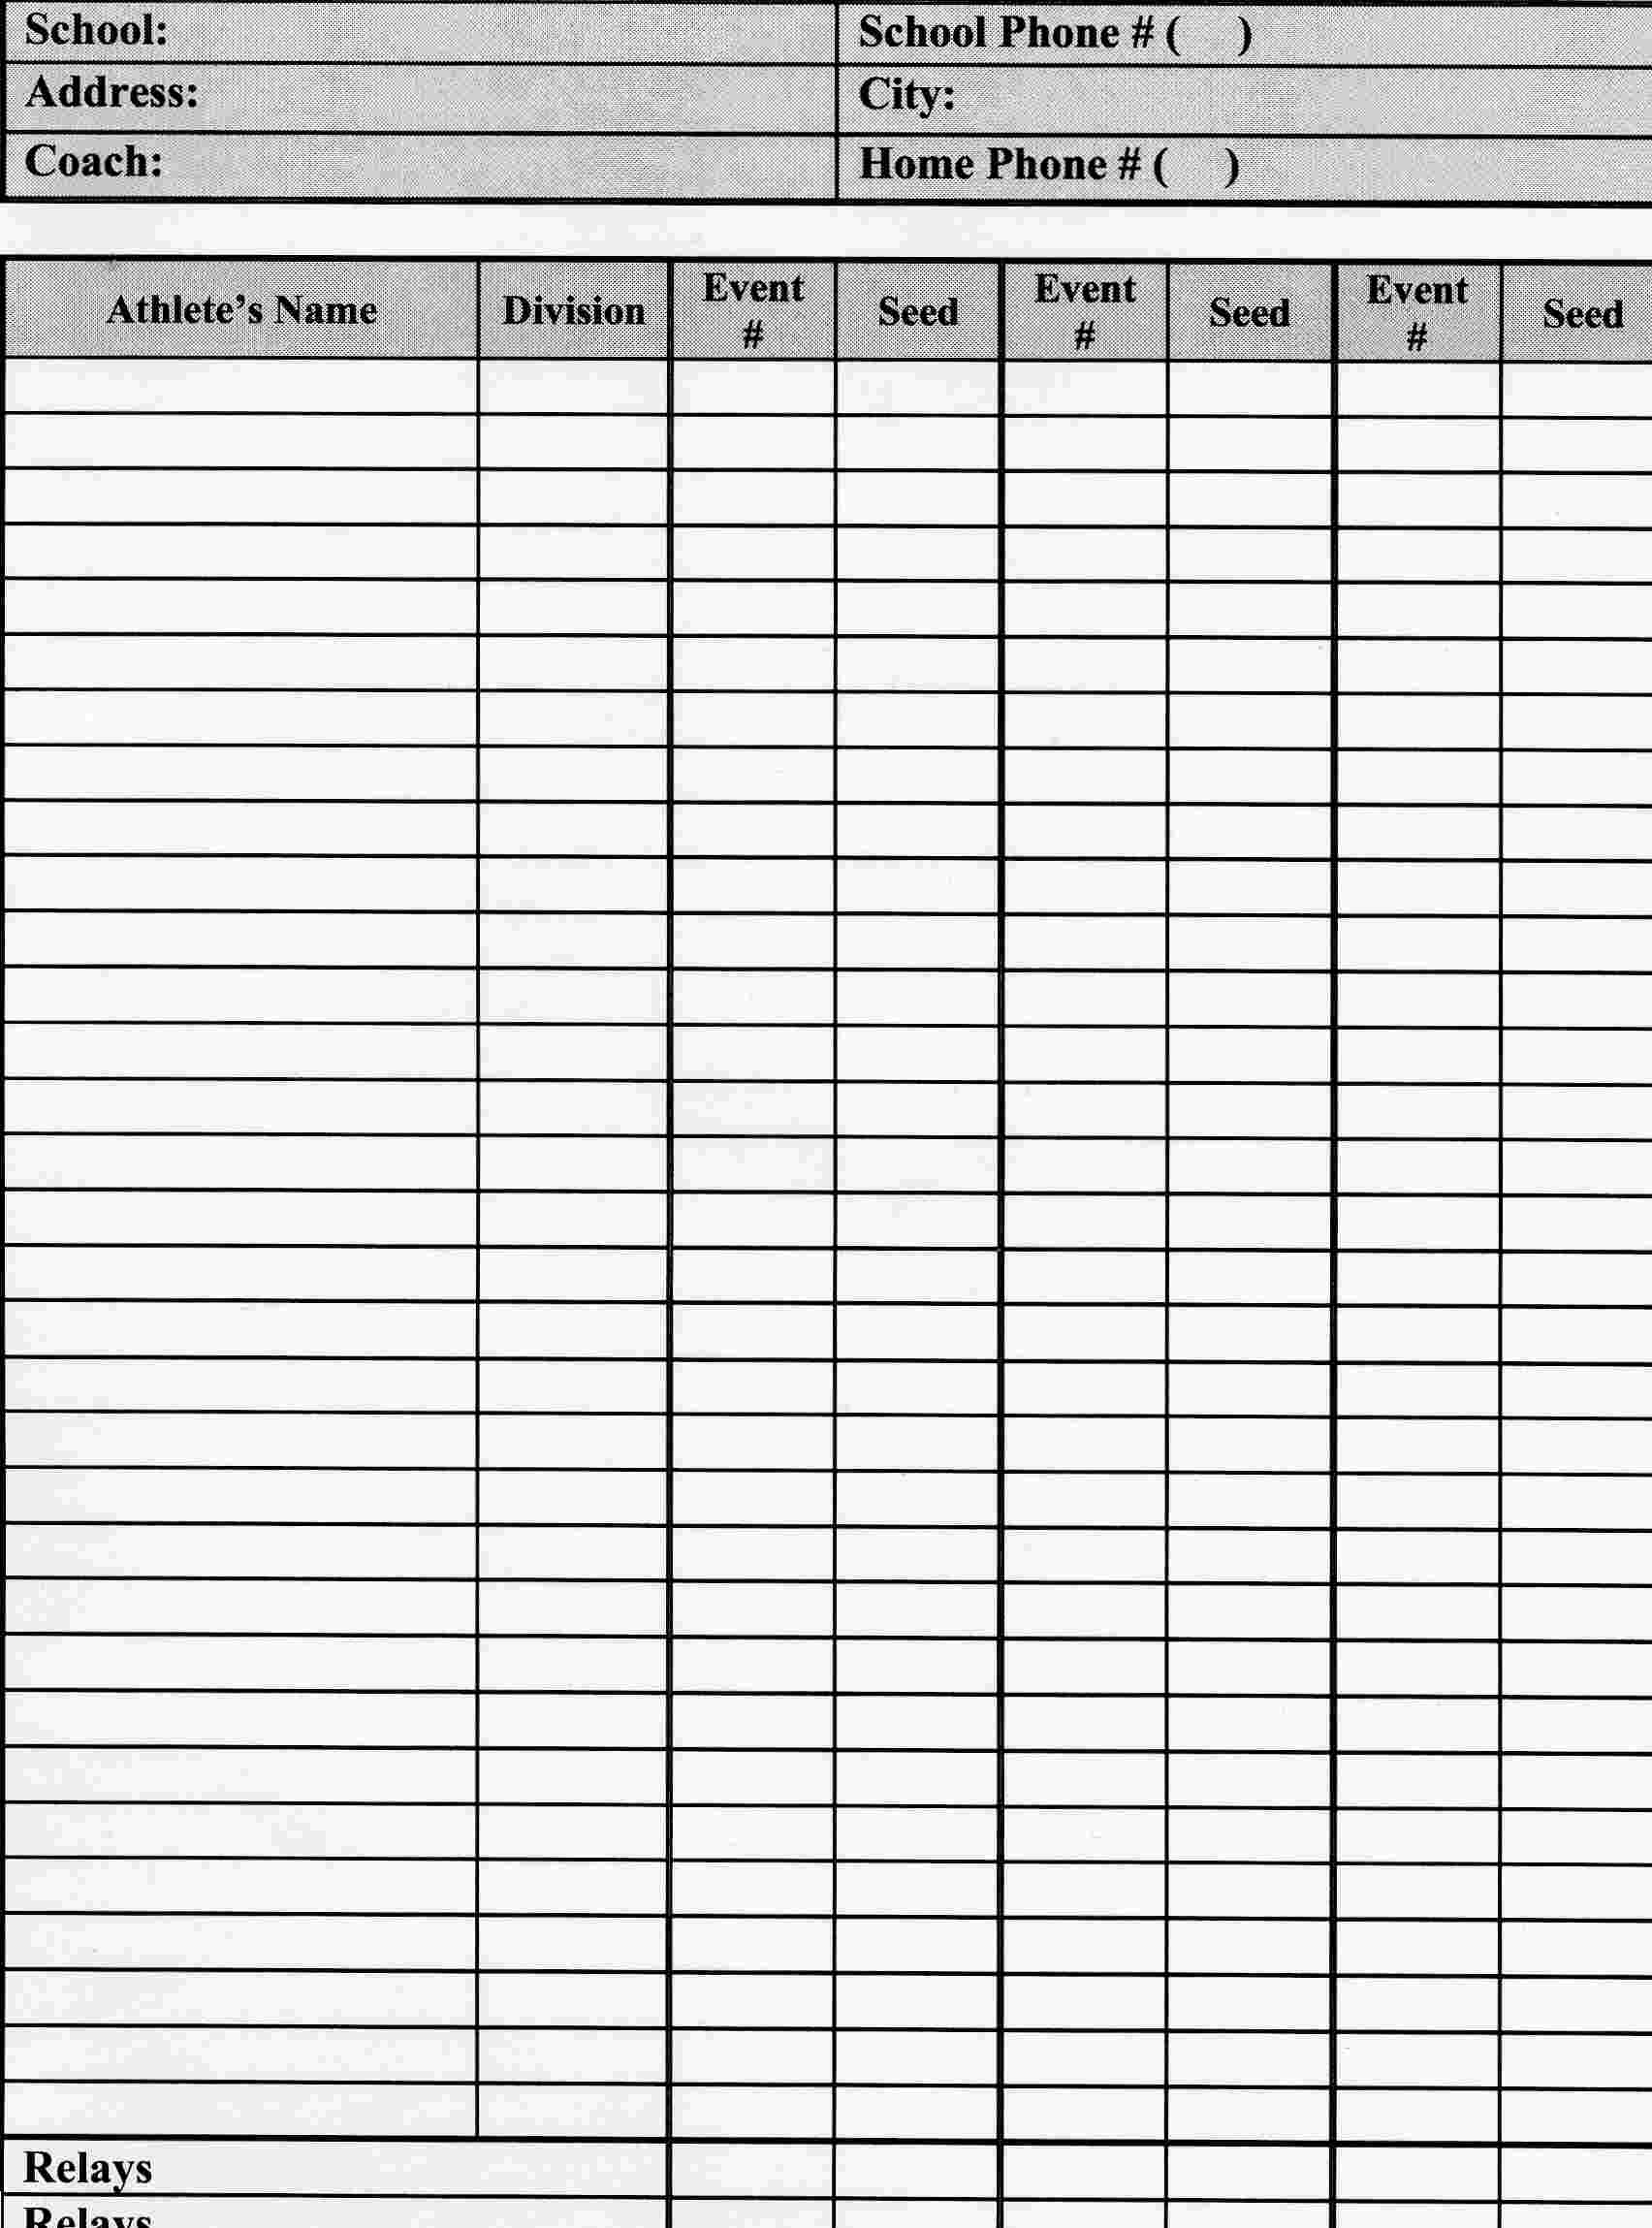 School: School Phone # ( )
Address: City:
Coach: Home Phone # ( )
Athlete's Name Division Event # Seed Event # Seed Event # Seed
Relays
Relays